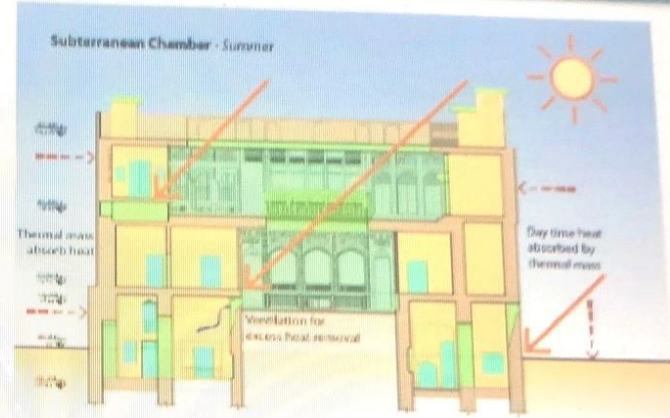 Subterranean Chamber - Summer
Thermal mass
absorb heat
Day time heat
absorbed by
thermal mass
Ventilation for
excess heat removal